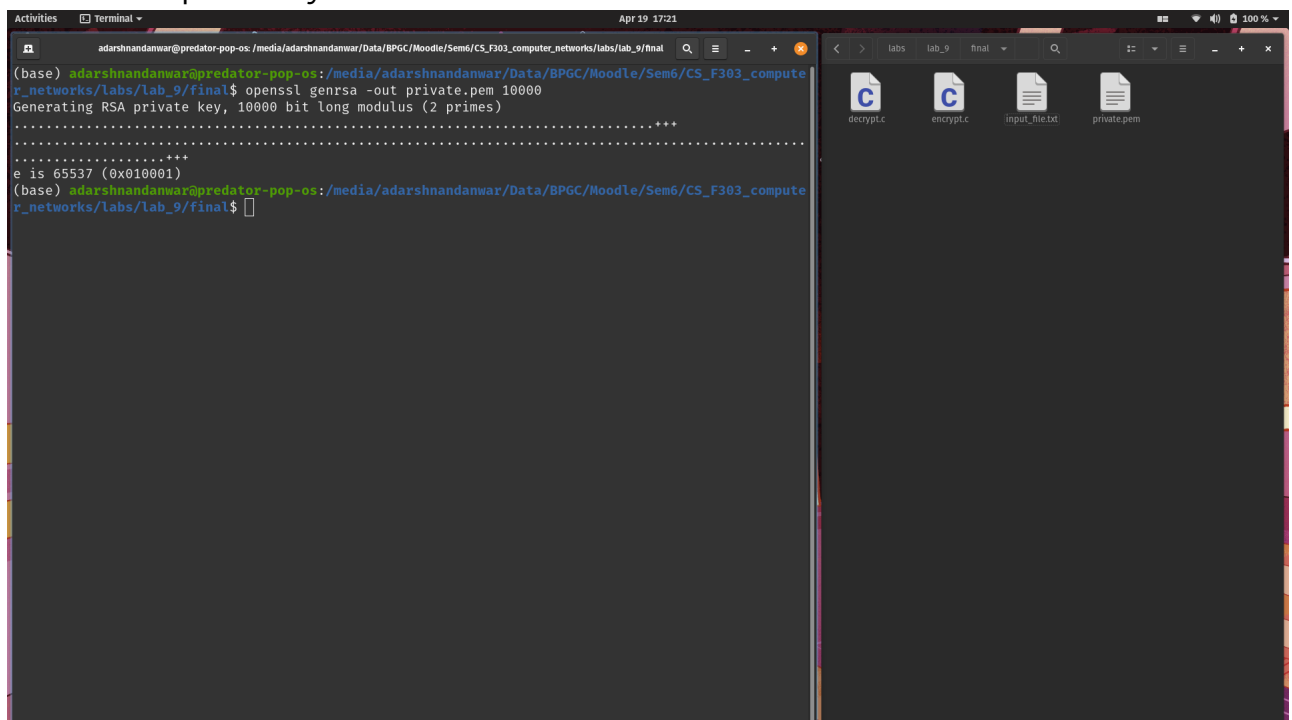 Activities
Terminal
Apr 19 17:21
100 %
adarshnandanwar@predator-pop-os: /media/adarshnandanwar/Data/BPGC/Moodle/Sem6/CS_F303_computer_networks/labs/lab_9/final
(base) adarshnandanwar@predator-pop-os:/media/adarshnandanwar/Data/BPGC/Moodle/Sem6/CS_F303_compute
r_networks/labs/lab_9/final$ openssl genrsa -out private.pem 10000
Generating RSA private key, 10000 bit long modulus (2 primes)
................................................................................+++
...................................................................................................
...................+++
e is 65537 (0x010001)
(base) adarshnandanwar@predator-pop-os:/media/adarshnandanwar/Data/BPGC/Moodle/Sem6/CS_F303_compute
r_networks/labs/lab_9/final$
labs lab_9 final
C C
decrypt.c encrypt.c input_file.txt private.pem